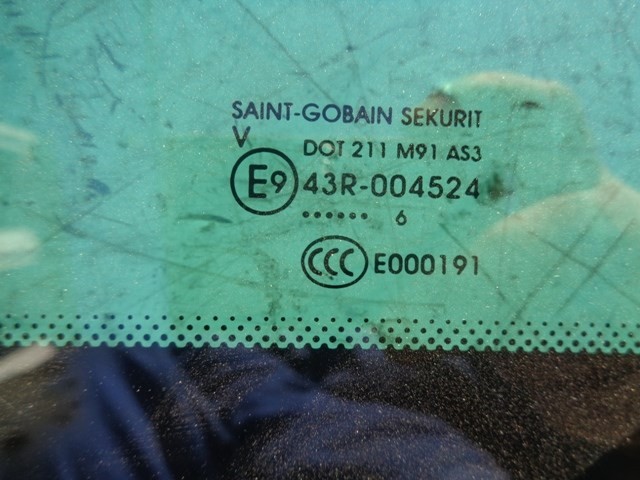 SAINT-GOBAIN SEKURIT
V
DOT 211 M91 AS3
E9 43R-004524
...... 6
CCC E000191